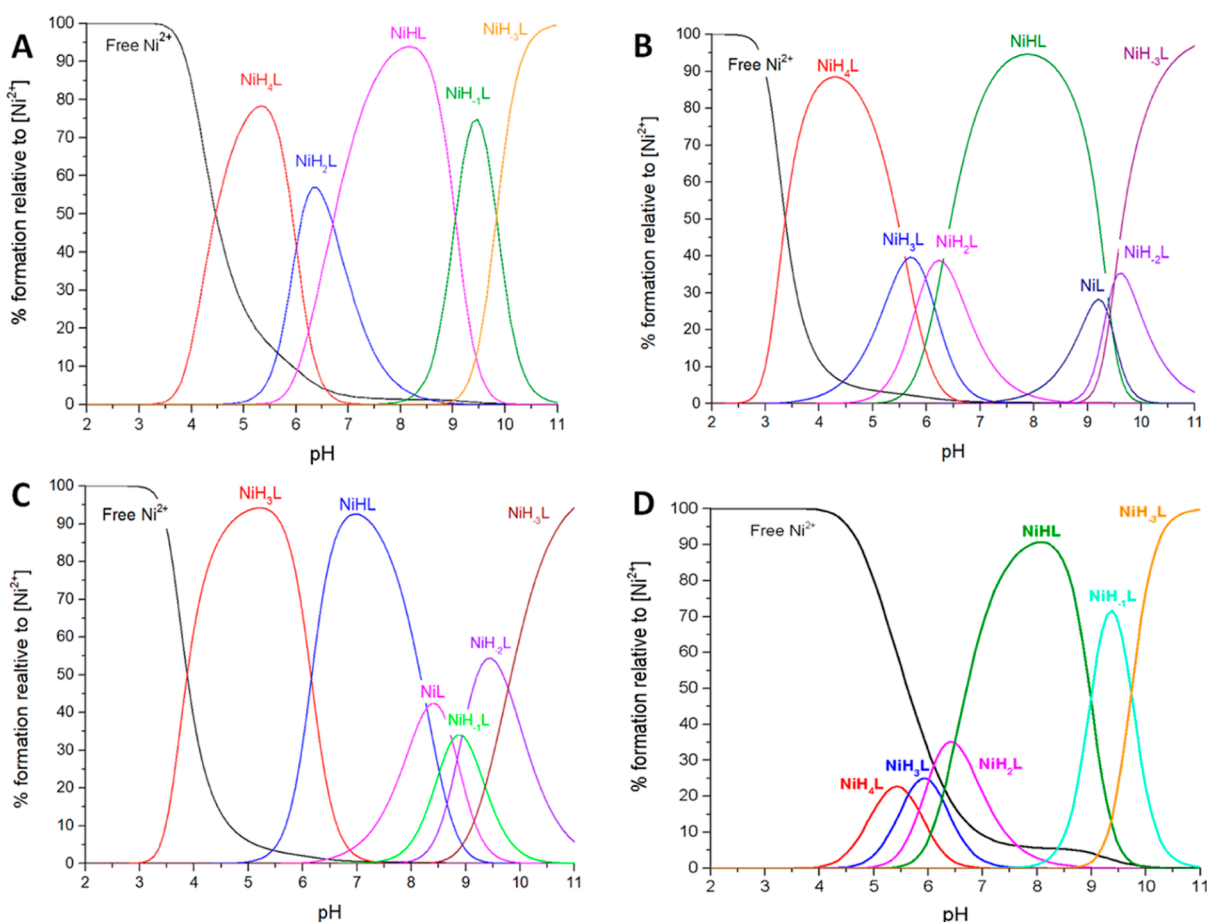 A
% formation relative to [Ni²⁺]
100
90
80
70
60
50
40
30
20
10
0
Free Ni²⁺
NiH₄L
NiH₂L
NiHL
NiH₋₁L
NiH₋₃L
2 3 4 5 6 7 8 9 10 11
pH
B
% formation relative to [Ni²⁺]
100
90
80
70
60
50
40
30
20
10
0
Free Ni²⁺
NiH₄L
NiH₃L
NiH₂L
NiHL
NiL
NiH₋₂L
NiH₋₃L
2 3 4 5 6 7 8 9 10 11
pH
C
% formation relative to [Ni²⁺]
100
90
80
70
60
50
40
30
20
10
0
Free Ni²⁺
NiH₃L
NiHL
NiL
NiH₋₁L
NiH₋₂L
NiH₋₃L
2 3 4 5 6 7 8 9 10 11
pH
D
% formation relative to [Ni²⁺]
100
90
80
70
60
50
40
30
20
10
0
Free Ni²⁺
NiH₄L
NiH₃L
NiH₂L
NiHL
NiH₋₁L
NiH₋₃L
2 3 4 5 6 7 8 9 10 11
pH